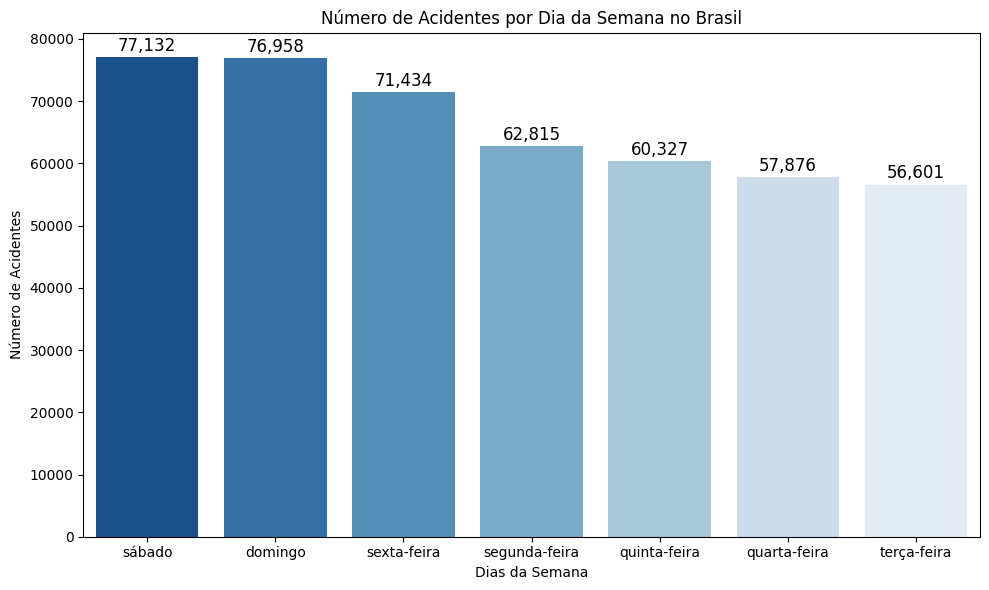 Número de Acidentes por Dia da Semana no Brasil
80000
70000
60000
50000
40000
30000
20000
10000
0
Número de Acidentes
77,132
76,958
71,434
62,815
60,327
57,876
56,601
sábado
domingo
sexta-feira
segunda-feira
quinta-feira
quarta-feira
terça-feira
Dias da Semana